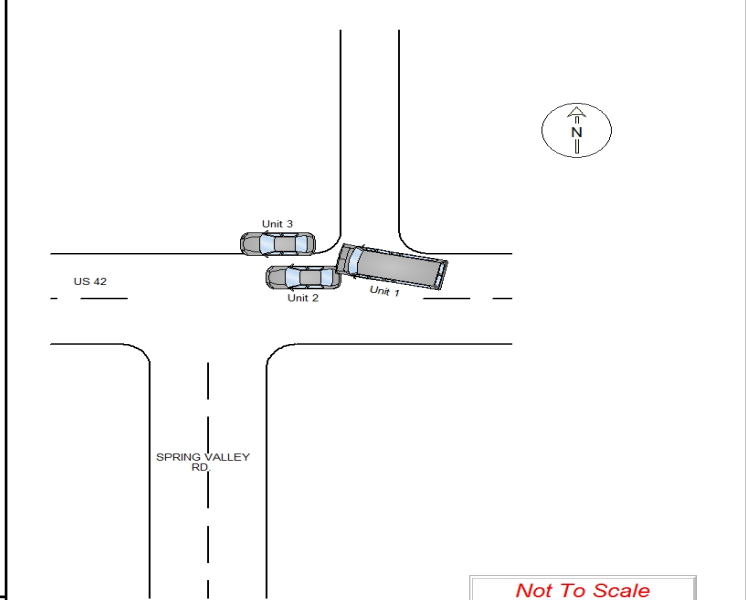 N
Unit 3
US 42
Unit 2
Unit 1
SPRING VALLEY
RD.
Not To Scale